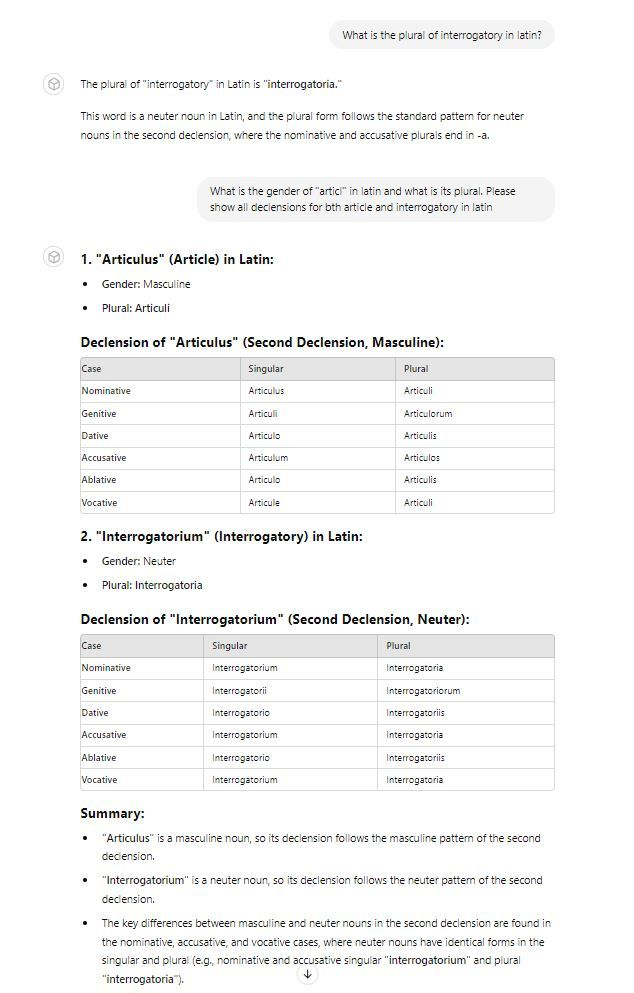 What is the plural of interrogatory in latin?
The plural of "interrogatory" in Latin is "interrogatoria."
This word is a neuter noun in Latin, and the plural form follows the standard pattern for neuter
nouns in the second declension, where the nominative and accusative plurals end in -a.
What is the gender of "articl" in latin and what is its plural. Please
show all declensions for bth article and interrogatory in latin
1. "Articulus" (Article) in Latin:
• Gender: Masculine
• Plural: Articuli
Declension of "Articulus" (Second Declension, Masculine):
Case Singular Plural
Nominative Articulus Articuli
Genitive Articuli Articulorum
Dative Articulo Articulis
Accusative Articulum Articulos
Ablative Articulo Articulis
Vocative Articule Articuli
2. "Interrogatorium" (Interrogatory) in Latin:
• Gender: Neuter
• Plural: Interrogatoria
Declension of "Interrogatorium" (Second Declension, Neuter):
Case Singular Plural
Nominative Interrogatorium Interrogatoria
Genitive Interrogatorii Interrogatoriorum
Dative Interrogatorio Interrogatoriis
Accusative Interrogatorium Interrogatoria
Ablative Interrogatorio Interrogatoriis
Vocative Interrogatorium Interrogatoria
Summary:
• "Articulus" is a masculine noun, so its declension follows the masculine pattern of the second
declension.
• "Interrogatorium" is a neuter noun, so its declension follows the neuter pattern of the second
declension.
• The key differences between masculine and neuter nouns in the second declension are found in
the nominative, accusative, and vocative cases, where neuter nouns have identical forms in the
singular and plural (e.g., nominative and accusative singular "interrogatorium" and plural
"interrogatoria").